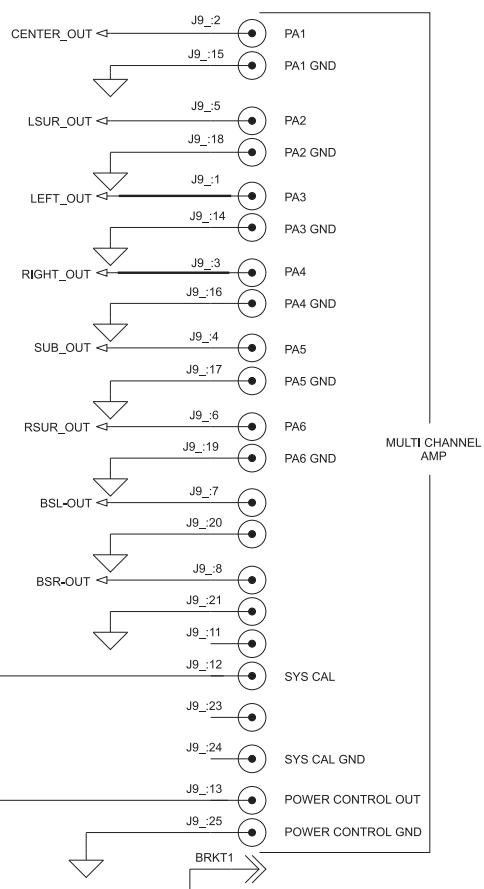 CENTER_OUT J9_:2 PA1
J9_:15 PA1 GND
LSUR_OUT J9_:5 PA2
J9_:18 PA2 GND
LEFT_OUT J9_:1 PA3
J9_:14 PA3 GND
RIGHT_OUT J9_:3 PA4
J9_:16 PA4 GND
SUB_OUT J9_:4 PA5
J9_:17 PA5 GND
RSUR_OUT J9_:6 PA6
MULTI CHANNEL
AMP
J9_:19 PA6 GND
BSL-OUT J9_:7
J9_:20
BSR-OUT J9_:8
J9_:21
J9_:11
J9_:12 SYS CAL
J9_:23
J9_:24 SYS CAL GND
J9_:13 POWER CONTROL OUT
J9_:25 POWER CONTROL GND
BRKT1